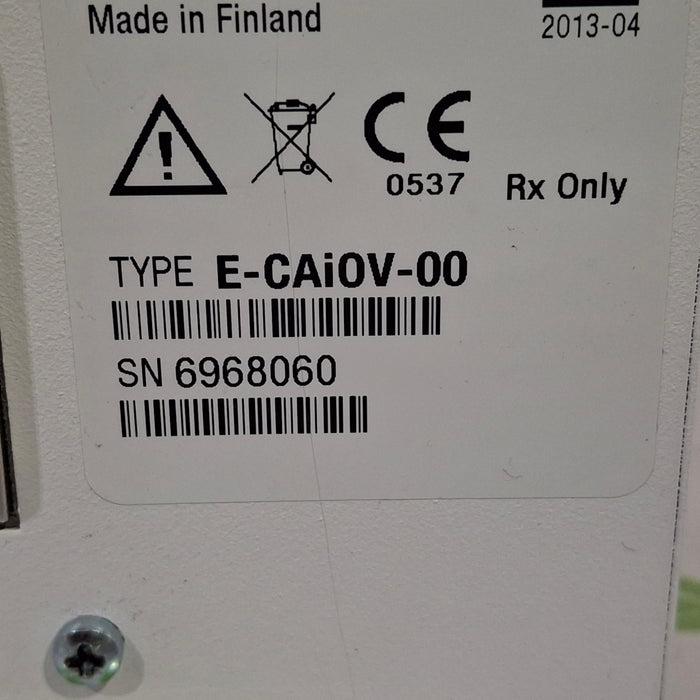 Made in Finland
2013-04
CE
0537
Rx Only
TYPE E-CAiOV-00
SN 6968060